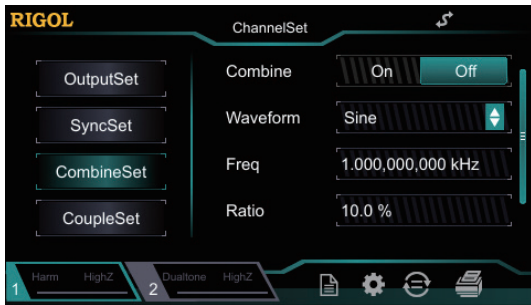 RIGOL
ChannelSet
OutputSet
SyncSet
CombineSet
CoupleSet
Combine On Off
Waveform Sine
Freq 1.000,000,000 kHz
Ratio 10.0 %
1 Harm HighZ
2 Dualtone HighZ